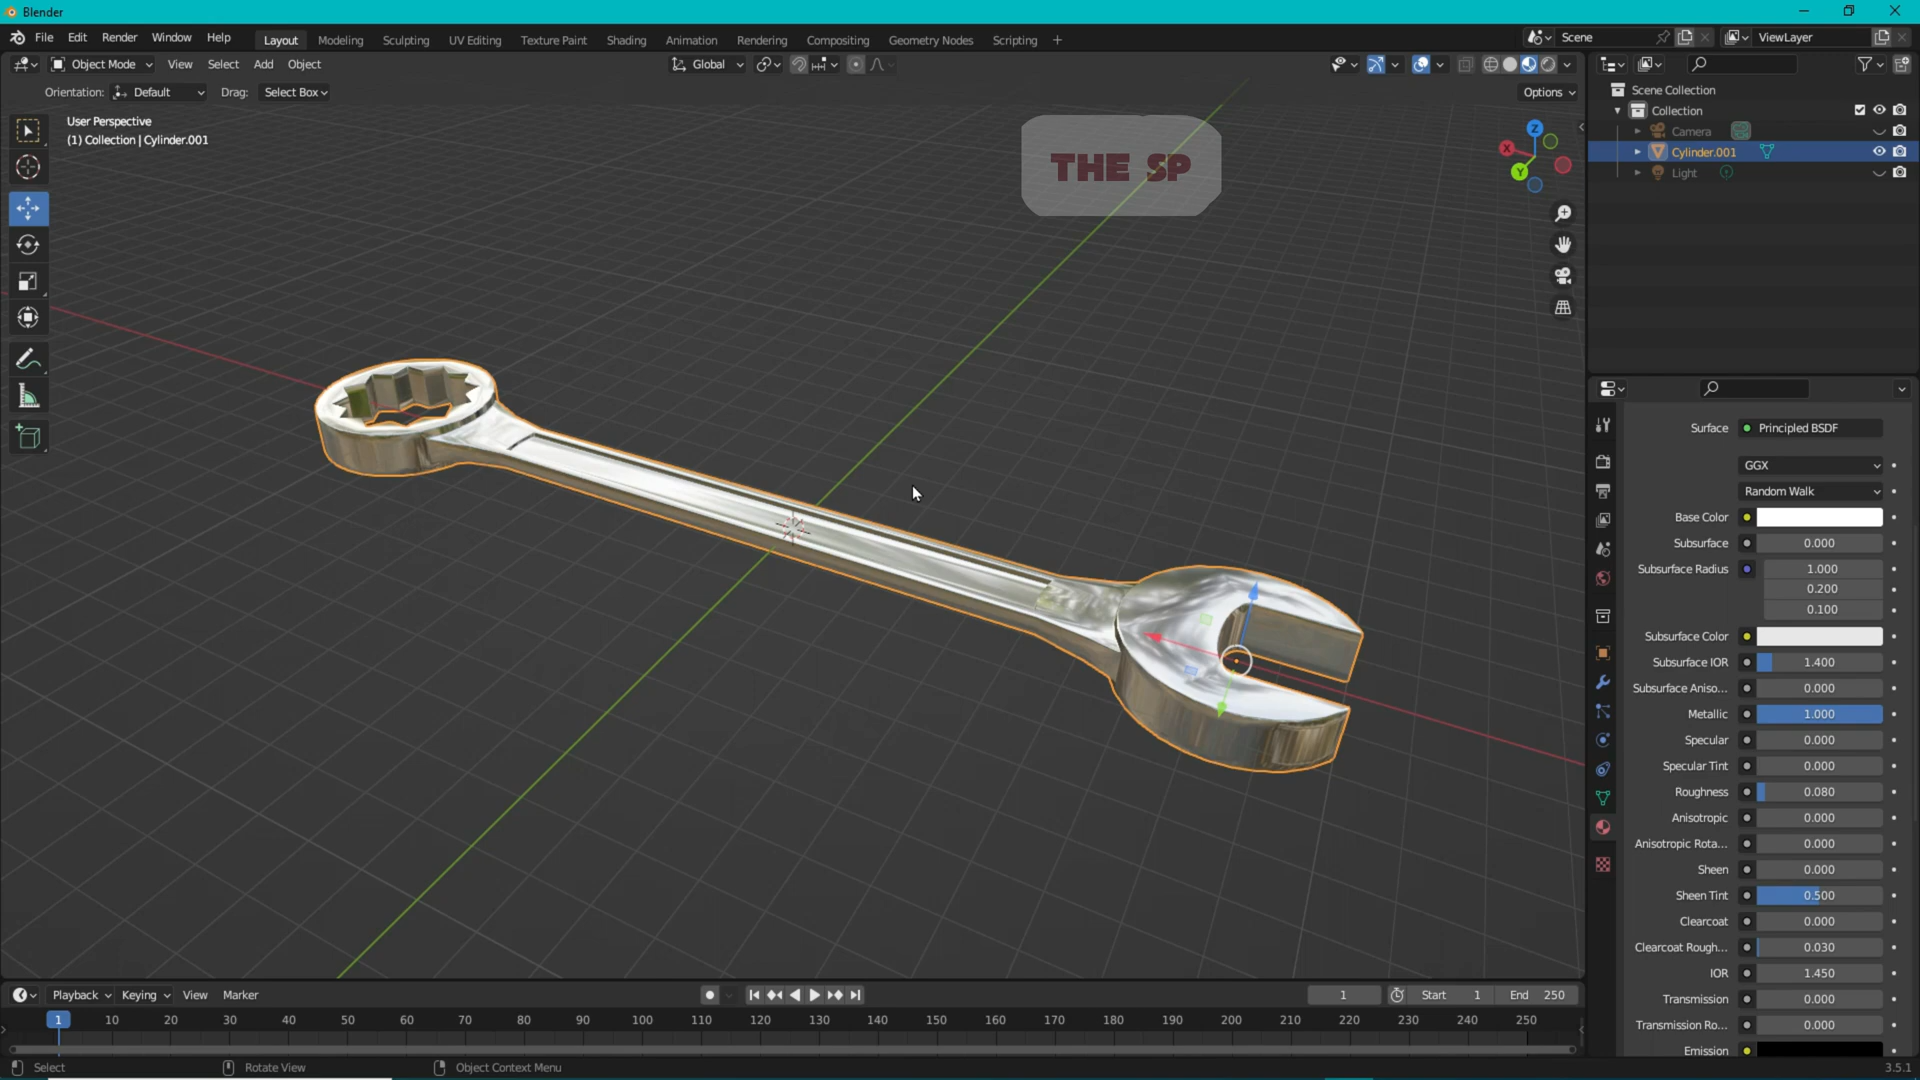 Blender
File Edit Render Window Help
Layout Modeling Sculpting UV Editing Texture Paint Shading Animation Rendering Compositing Geometry Nodes Scripting +
Scene
ViewLayer
Object Mode View Select Add Object
Global
Orientation: Default Drag: Select Box
Options
User Perspective
(1) Collection | Cylinder.001
THE SP
Z
X
Y
Scene Collection
Collection
Camera
Cylinder.001
Light
Surface Principled BSDF
GGX
Random Walk
Base Color
Subsurface 0.000
Subsurface Radius 1.000
0.200
0.100
Subsurface Color
Subsurface IOR 1.400
Subsurface Aniso... 0.000
Metallic 1.000
Specular 0.000
Specular Tint 0.000
Roughness 0.080
Anisotropic 0.000
Anisotropic Rota... 0.000
Sheen 0.000
Sheen Tint 0.500
Clearcoat 0.000
Clearcoat Rough... 0.030
IOR 1.450
Transmission 0.000
Transmission Ro... 0.000
Emission
Playback Keying View Marker
1 Start 1 End 250
1 10 20 30 40 50 60 70 80 90 100 110 120 130 140 150 160 170 180 190 200 210 220 230 240 250
Select Rotate View Object Context Menu
3.5.1